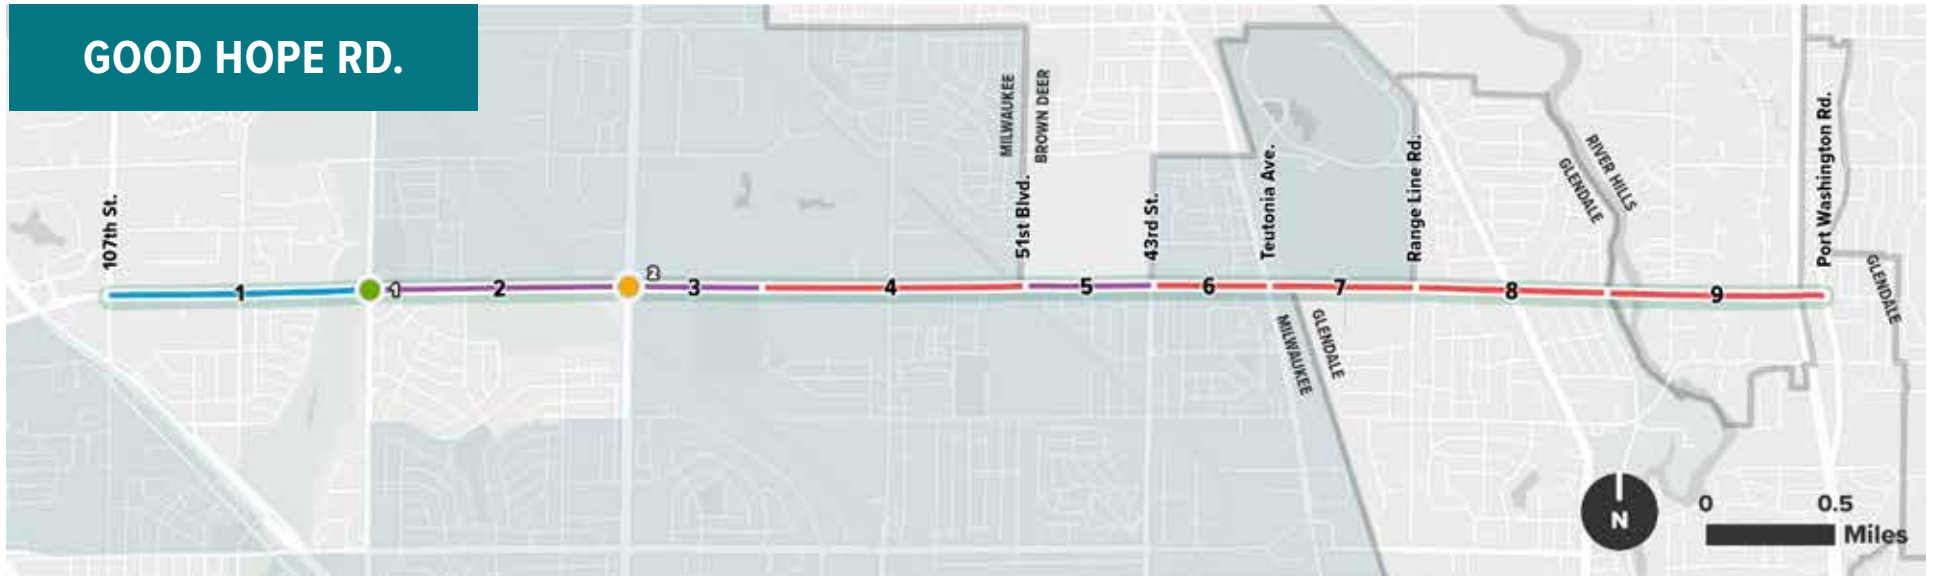 GOOD HOPE RD.
107th St.
MILWAUKEE
BROWN DEER
51st Blvd.
43rd St.
Teutonia Ave.
Range Line Rd.
RIVER HILLS
GLENDALE
Port Washington Rd.
GLENDALE
1
1
2
2
3
4
5
6
7
8
9
MILWAUKEE
GLENDALE
N
0 0.5
Miles